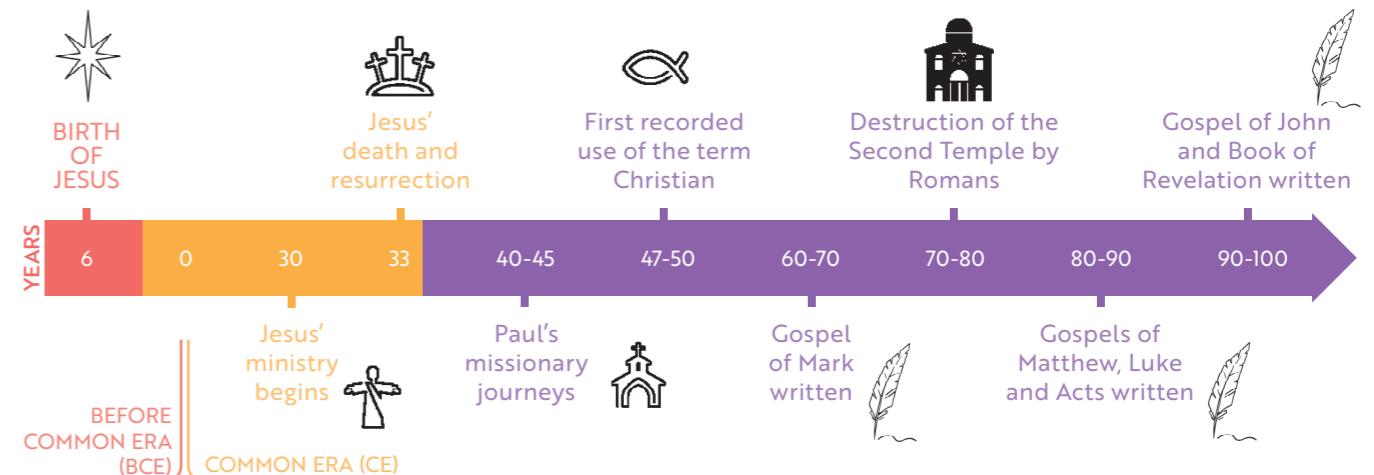 BIRTH
OF
JESUS
Jesus'
death and
resurrection
First recorded
use of the term
Christian
Destruction of the
Second Temple by
Romans
Gospel of John
and Book of
Revelation written
YEARS
6 0 30 33 40-45 47-50 60-70 70-80 80-90 90-100
Jesus'
ministry
begins
Paul's
missionary
journeys
Gospel
of Mark
written
Gospels of
Matthew, Luke
and Acts written
BEFORE
COMMON ERA
(BCE)
COMMON ERA (CE)